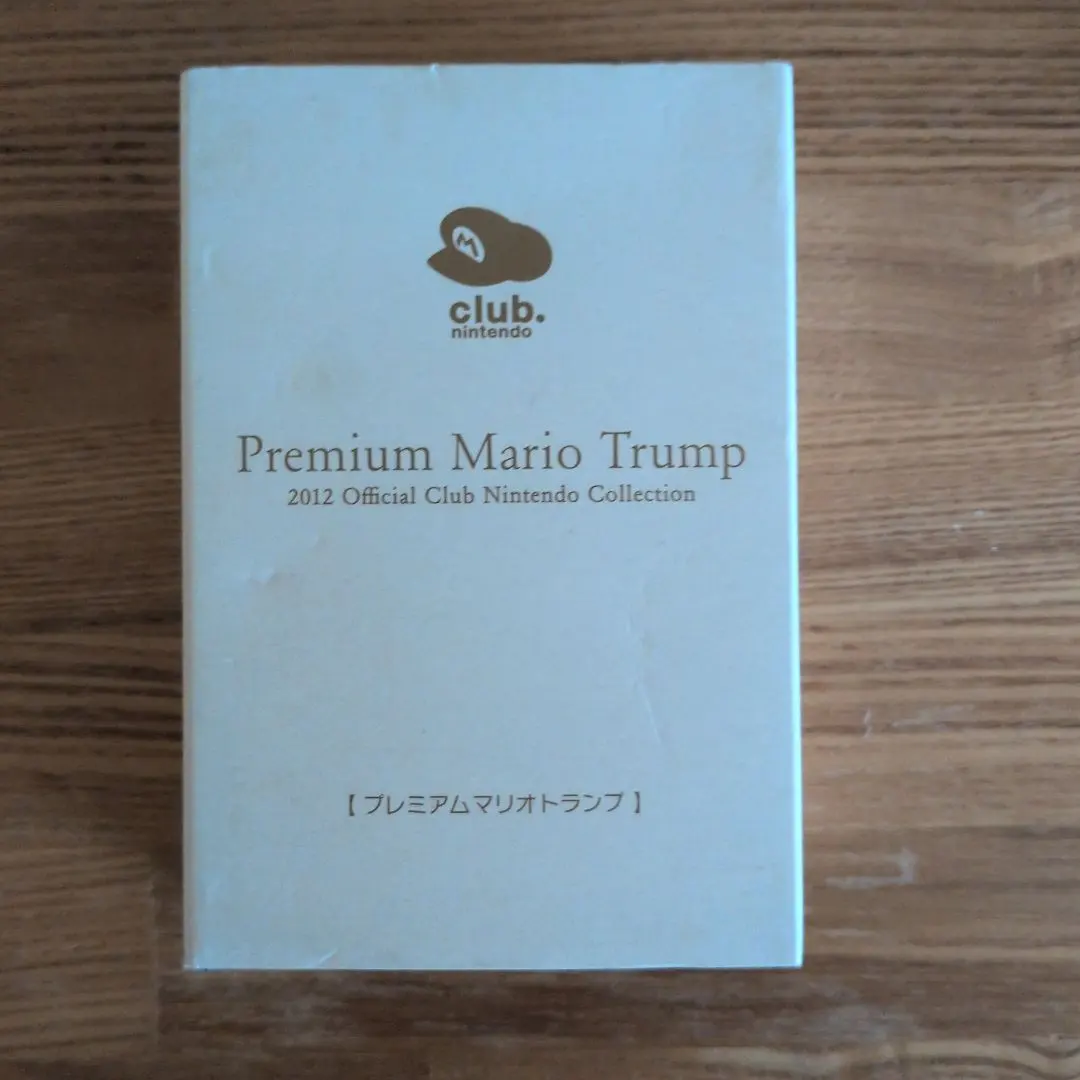 M
club.
nintendo
Premium Mario Trump
2012 Official Club Nintendo Collection
【プレミアムマリオトランプ】